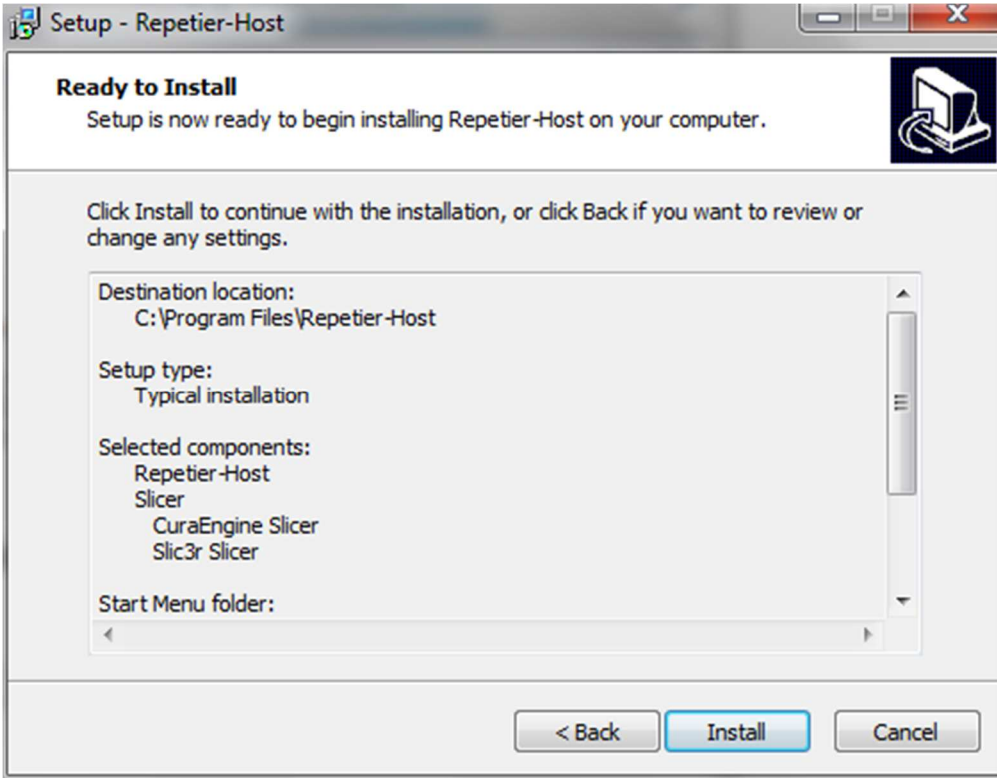 Setup - Repetier-Host
Ready to Install
Setup is now ready to begin installing Repetier-Host on your computer.
Click Install to continue with the installation, or click Back if you want to review or
change any settings.
Destination location:
C:\Program Files\Repetier-Host
Setup type:
Typical installation
Selected components:
Repetier-Host
Slicer
CuraEngine Slicer
Slic3r Slicer
Start Menu folder:
< Back
Install
Cancel